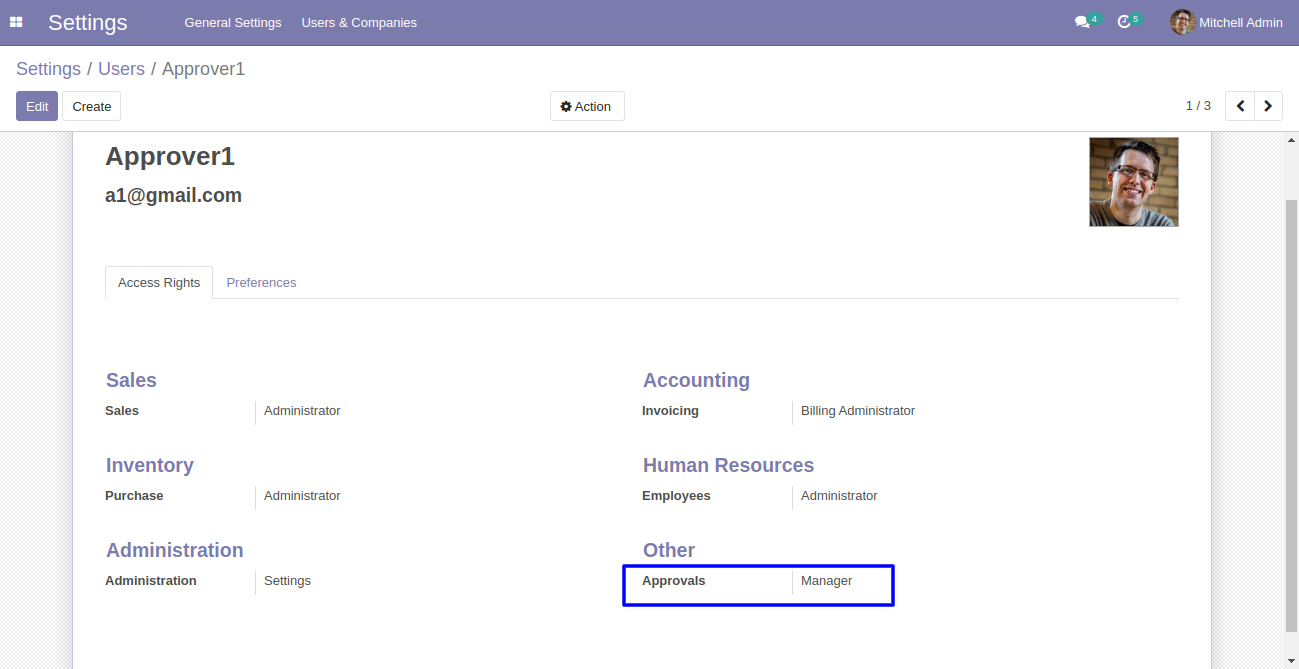 Settings General Settings Users & Companies 4 5 Mitchell Admin
Settings / Users / Approver1
Edit Create Action 1 / 3
Approver1
a1@gmail.com
Access Rights Preferences
Sales Accounting
Sales Administrator Invoicing Billing Administrator
Inventory Human Resources
Purchase Administrator Employees Administrator
Administration Other
Administration Settings Approvals Manager